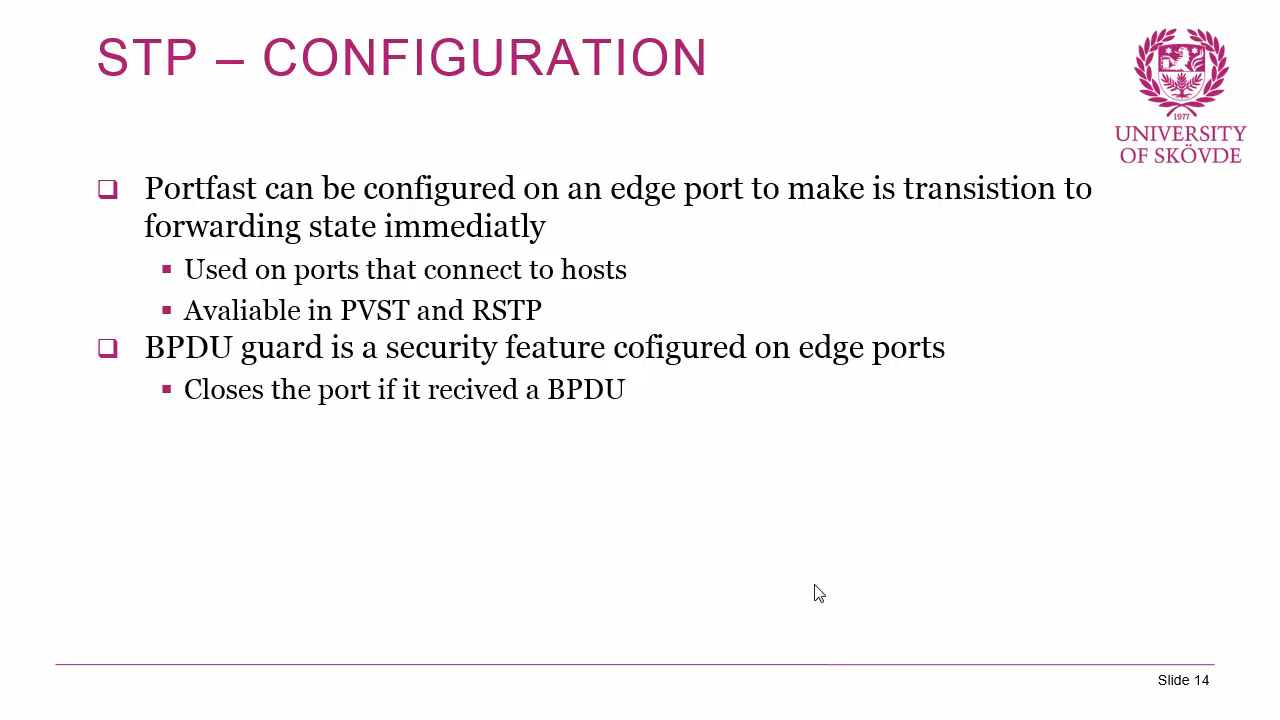 STP – CONFIGURATION
1977
UNIVERSITY
OF SKÖVDE
Portfast can be configured on an edge port to make is transistion to
forwarding state immediatly
Used on ports that connect to hosts
Avaliable in PVST and RSTP
BPDU guard is a security feature cofigured on edge ports
Closes the port if it recived a BPDU
Slide 14